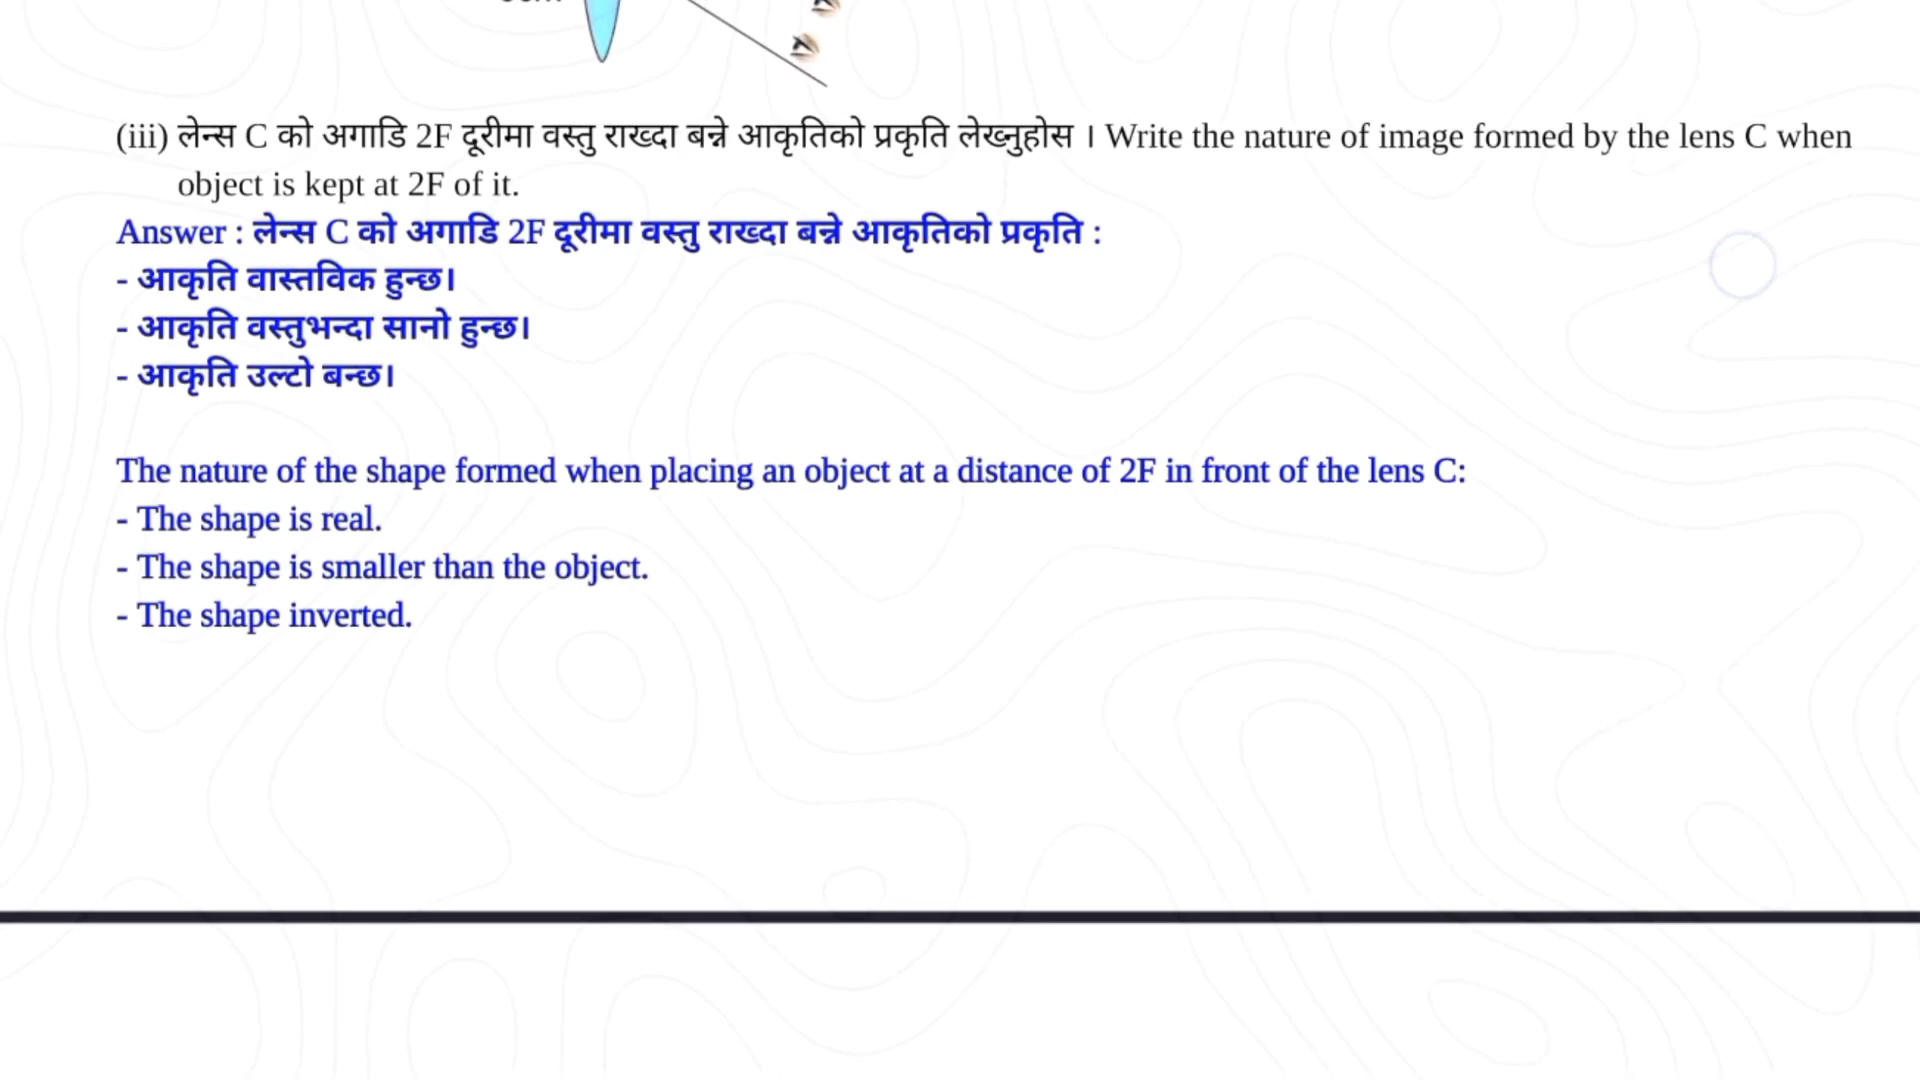 (iii) लेन्स C को अगाडि 2F दूरीमा वस्तु राख्दा बन्ने आकृतिको प्रकृति लेख्नुहोस । Write the nature of image formed by the lens C when
object is kept at 2F of it.
Answer : लेन्स C को अगाडि 2F दूरीमा वस्तु राख्दा बन्ने आकृतिको प्रकृति :
- आकृति वास्तविक हुन्छ।
- आकृति वस्तुभन्दा सानो हुन्छ।
- आकृति उल्टो बन्छ।
The nature of the shape formed when placing an object at a distance of 2F in front of the lens C:
- The shape is real.
- The shape is smaller than the object.
- The shape inverted.